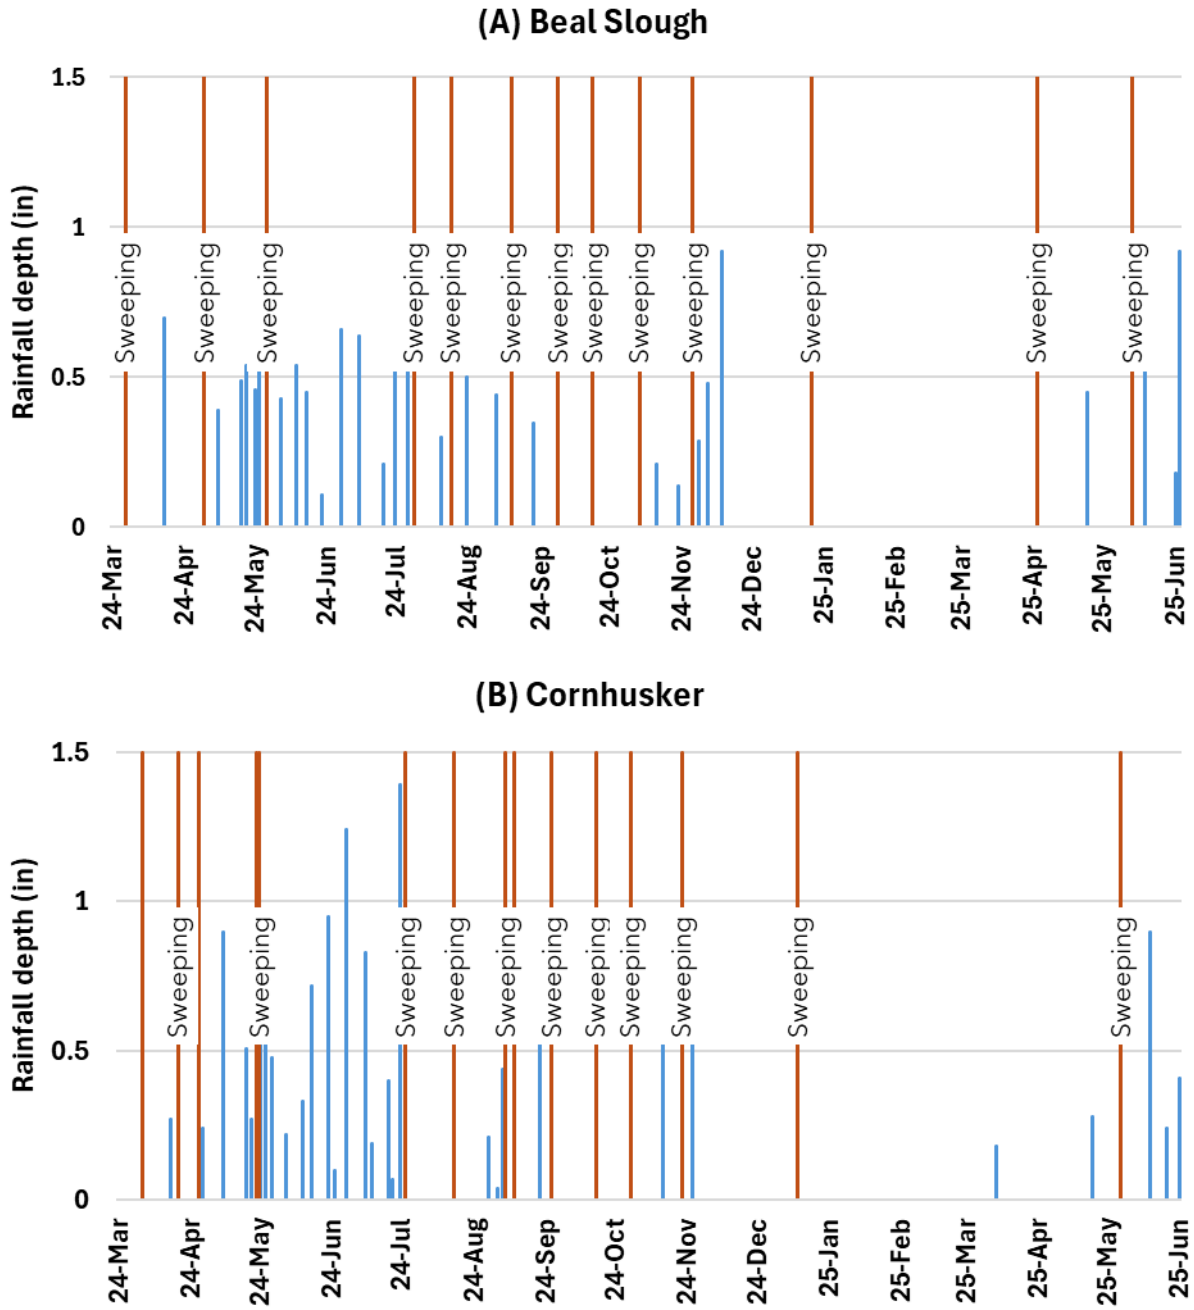 (A) Beal Slough
Rainfall depth (in)
1.5
1
0.5
0
Sweeping
Sweeping
Sweeping
Sweeping
Sweeping
Sweeping
Sweeping
Sweeping
Sweeping
Sweeping
Sweeping
Sweeping
Sweeping
24-Mar
24-Apr
24-May
24-Jun
24-Jul
24-Aug
24-Sep
24-Oct
24-Nov
24-Dec
25-Jan
25-Feb
25-Mar
25-Apr
25-May
25-Jun
(B) Cornhusker
Rainfall depth (in)
1.5
1
0.5
0
Sweeping
Sweeping
Sweeping
Sweeping
Sweeping
Sweeping
Sweeping
Sweeping
Sweeping
Sweeping
Sweeping
24-Mar
24-Apr
24-May
24-Jun
24-Jul
24-Aug
24-Sep
24-Oct
24-Nov
24-Dec
25-Jan
25-Feb
25-Mar
25-Apr
25-May
25-Jun